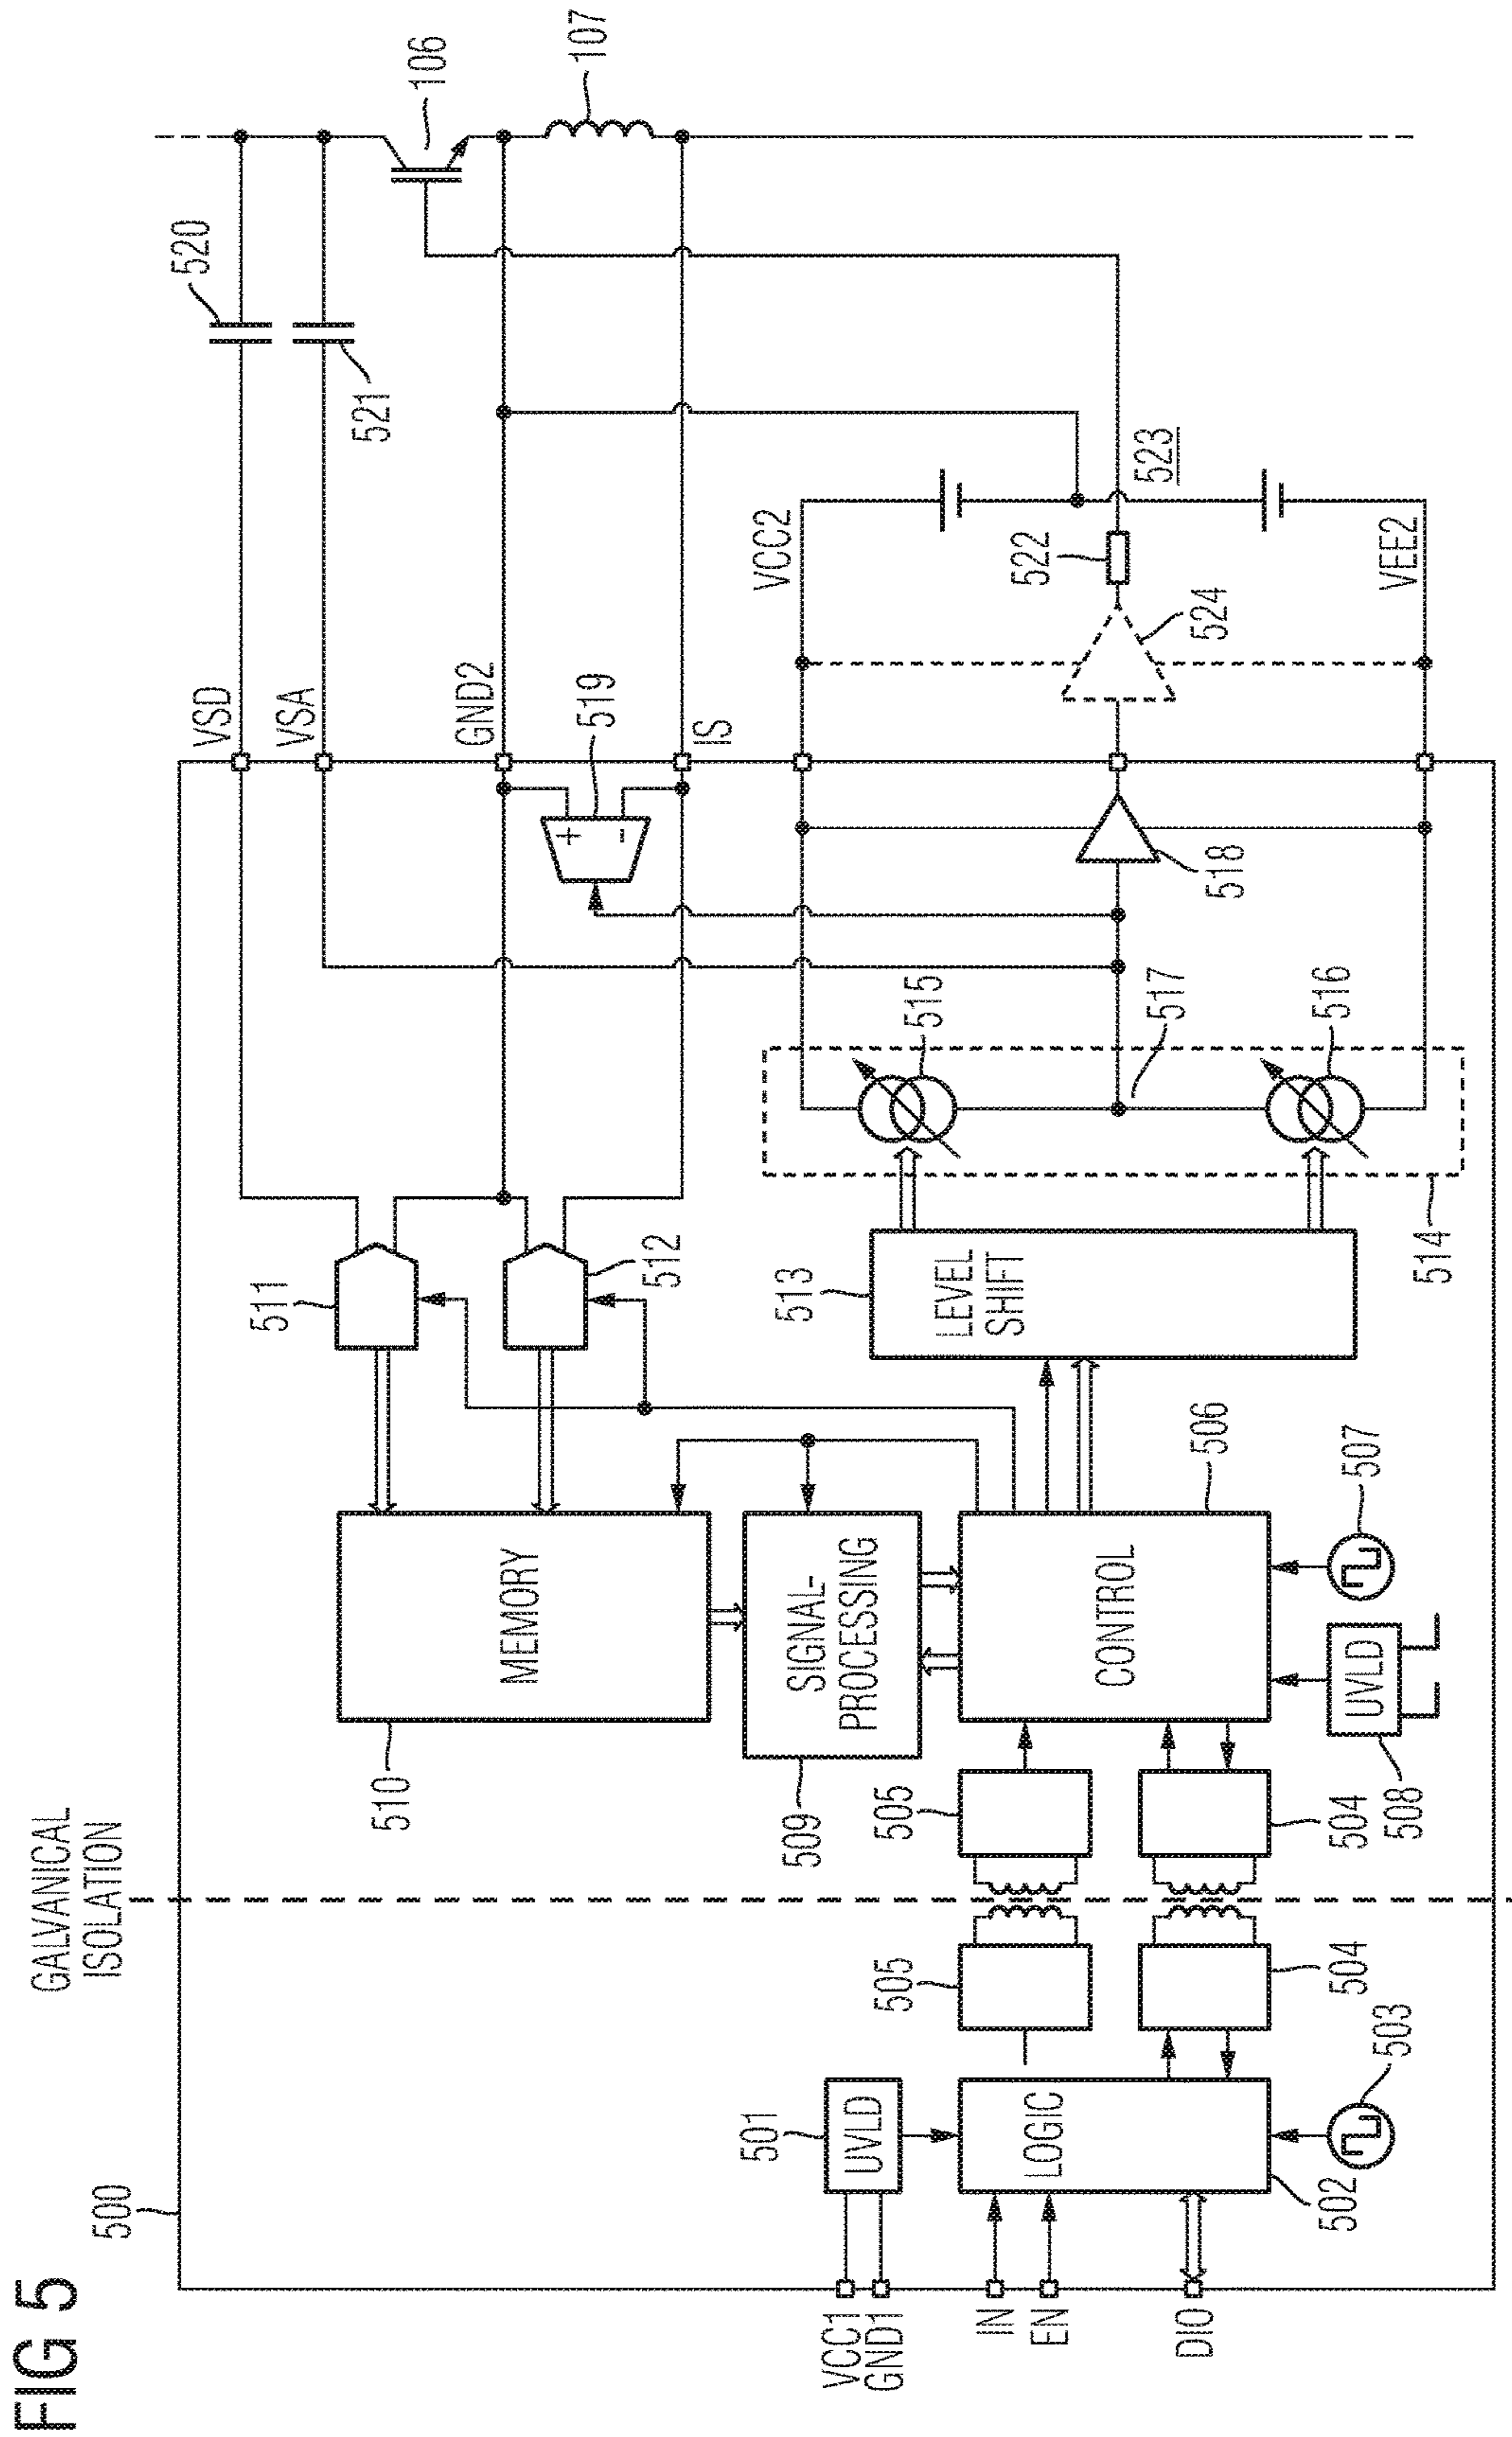 FIG 5
500
GALVANICAL
ISOLATION
VCC1
GND1
IN
EN
DIO
501
UVLD
LOGIC
502
503
505
504
505
504
510
MEMORY
509
SIGNAL-
PROCESSING
CONTROL
506
UVLD
508
507
511
512
513
LEVEL
SHIFT
514
515
516
517
518
519
VSD
VSA
GND2
IS
VCC2
VEE2
522
523
524
520
521
106
107
+
-